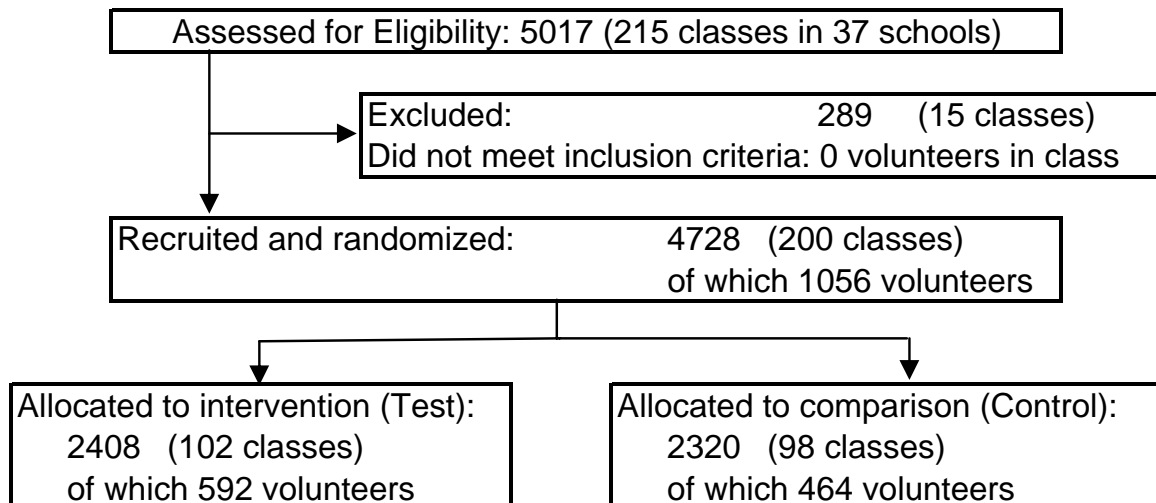 Assessed for Eligibility: 5017 (215 classes in 37 schools)
Excluded: 289 (15 classes)
Did not meet inclusion criteria: 0 volunteers in class
Recruited and randomized: 4728 (200 classes)
of which 1056 volunteers
Allocated to intervention (Test):
2408 (102 classes)
of which 592 volunteers
Allocated to comparison (Control):
2320 (98 classes)
of which 464 volunteers